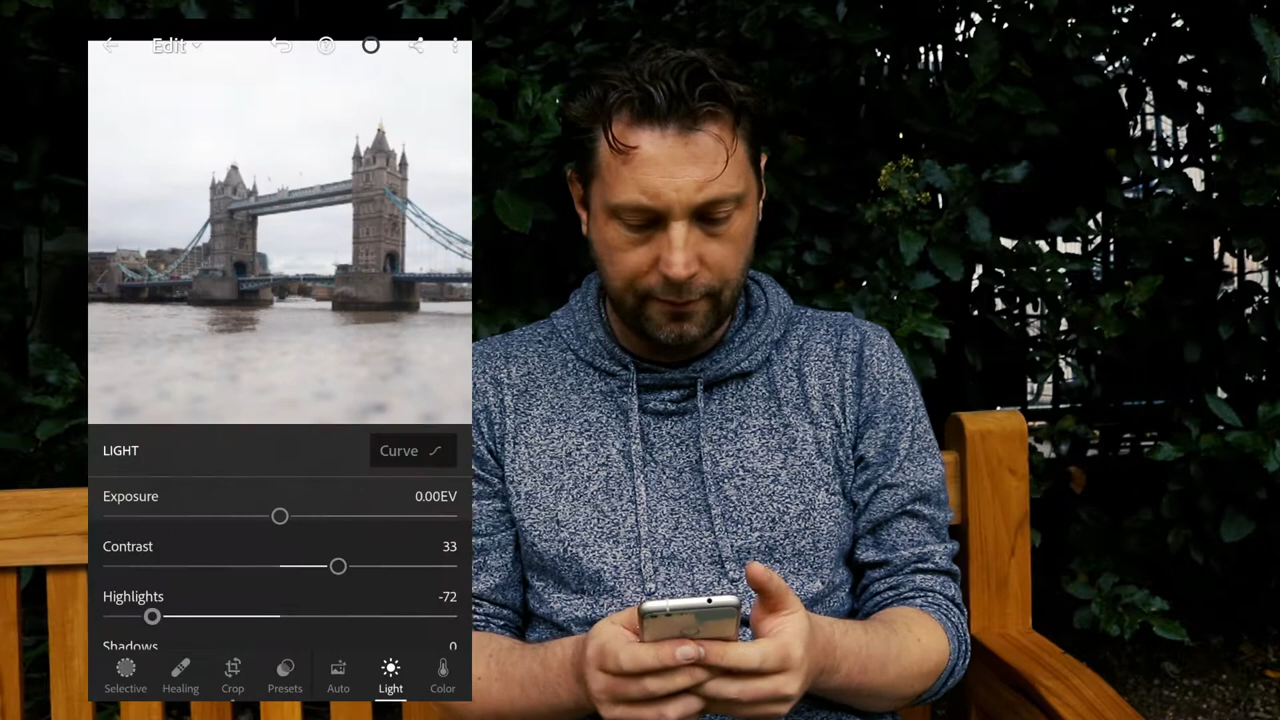 Edit
LIGHT
Curve
Exposure 0.00EV
Contrast 33
Highlights -72
Shadows 0
Selective Healing Crop Presets Auto Light Color